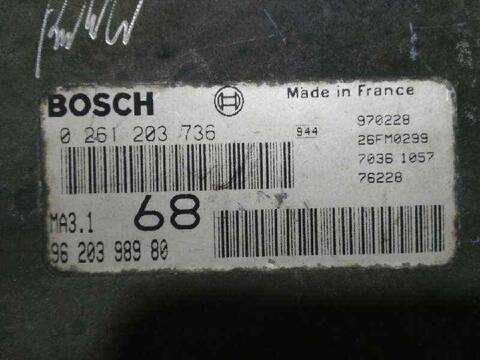 BOSCH
Made in France
0 261 203 736
944
970228
26FM0299
7036 1057
76228
MA3.1
68
96 203 989 80